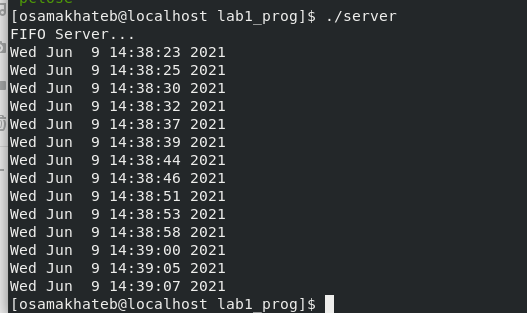 [osamakhateb@localhost lab1_prog]$ ./server
FIFO Server...
Wed Jun  9 14:38:23 2021
Wed Jun  9 14:38:25 2021
Wed Jun  9 14:38:30 2021
Wed Jun  9 14:38:32 2021
Wed Jun  9 14:38:37 2021
Wed Jun  9 14:38:39 2021
Wed Jun  9 14:38:44 2021
Wed Jun  9 14:38:46 2021
Wed Jun  9 14:38:51 2021
Wed Jun  9 14:38:53 2021
Wed Jun  9 14:38:58 2021
Wed Jun  9 14:39:00 2021
Wed Jun  9 14:39:05 2021
Wed Jun  9 14:39:07 2021
[osamakhateb@localhost lab1_prog]$